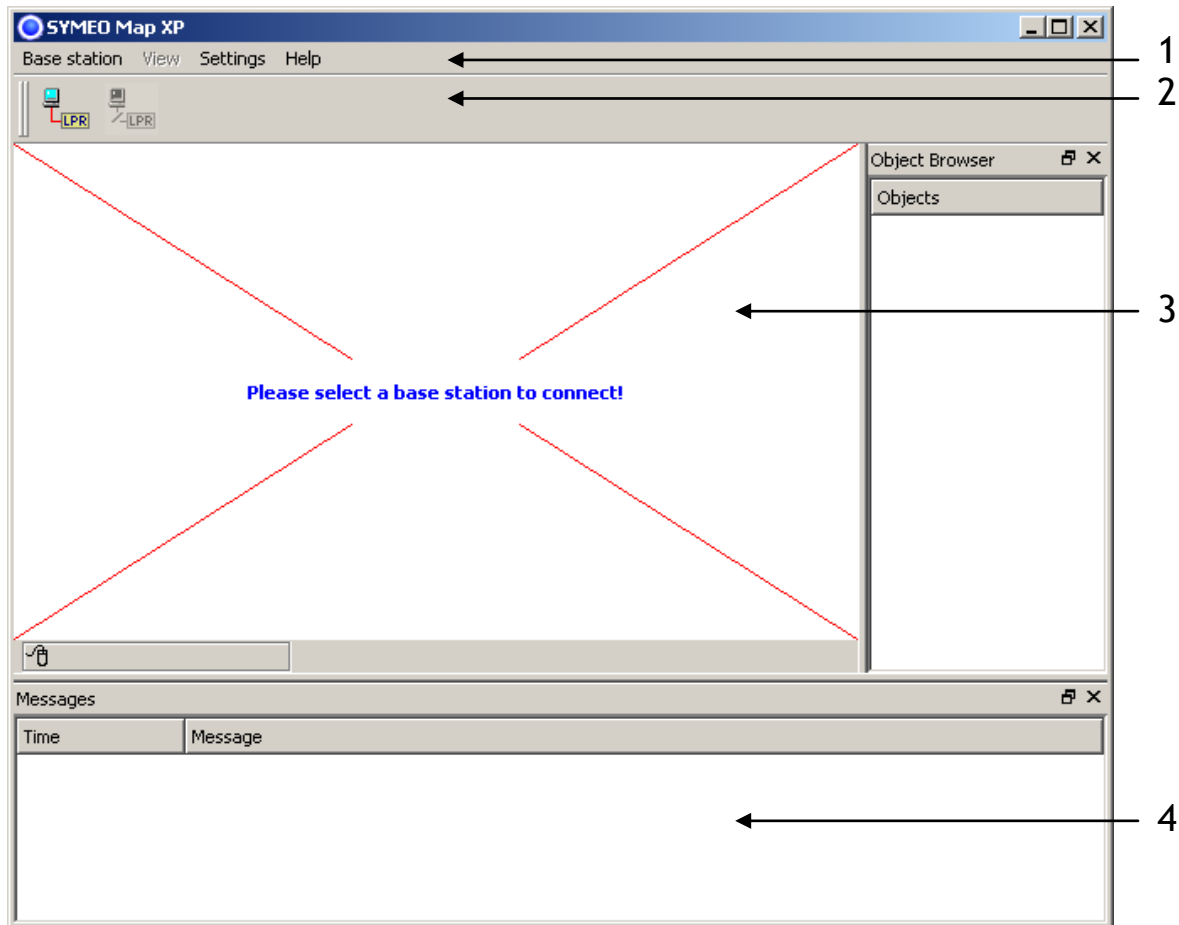 SYMEO Map XP
Base station View Settings Help
1
2
LPR LPR
Object Browser
Objects
3
Please select a base station to connect!
Messages
Time Message
4